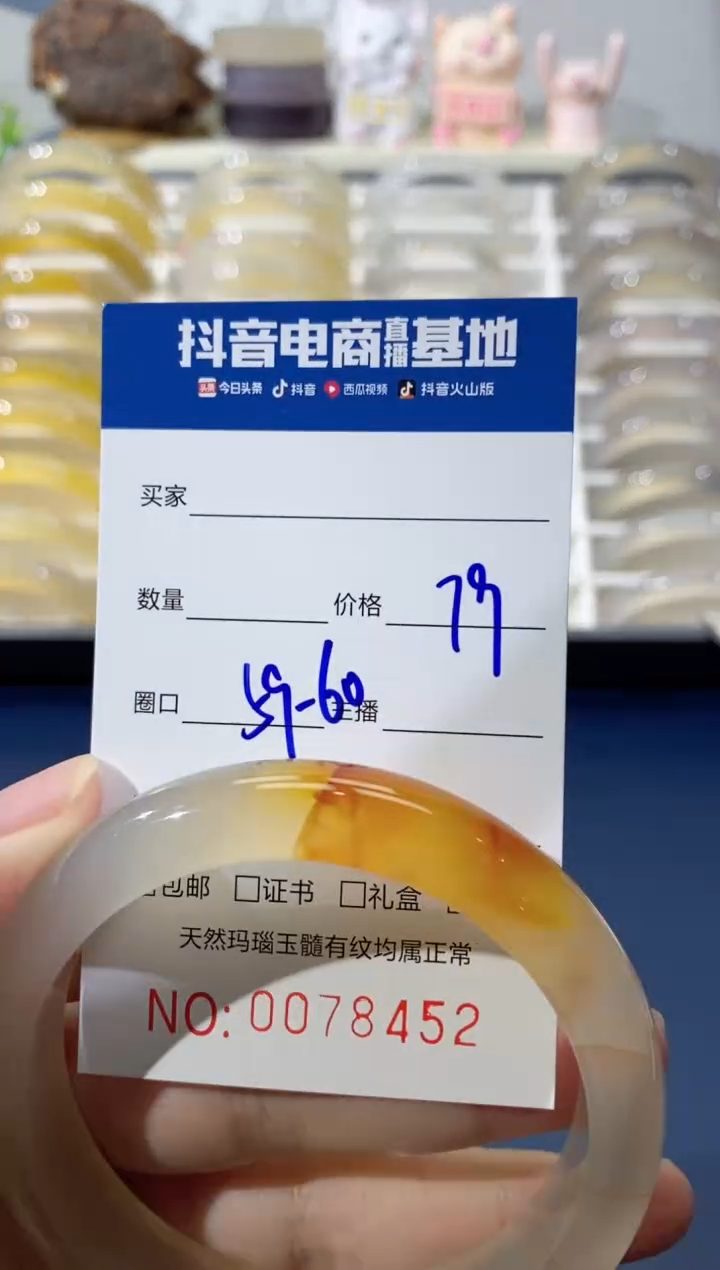 抖音电商直播基地
今日头条 抖音 西瓜视频 抖音火山版
买家
数量 价格 79
圈口 59-60 主播
包邮 □证书 □礼盒
天然玛瑙玉髓有纹均属正常
NO: 0078452